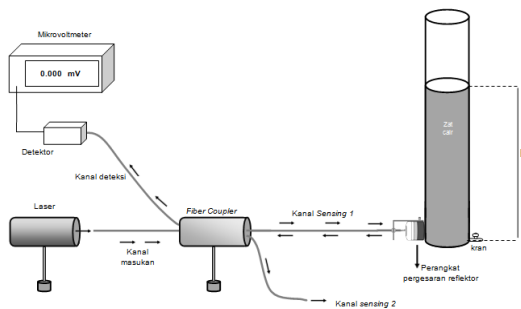 Mikrovoltmeter
0.000 mV
Detektor
Kanal deteksi
Laser
Fiber Coupler
Kanal Sensing 1
Zat
cair
kran
Kanal
masukan
Perangkat
pergesaran reflektor
Kanal sensing 2